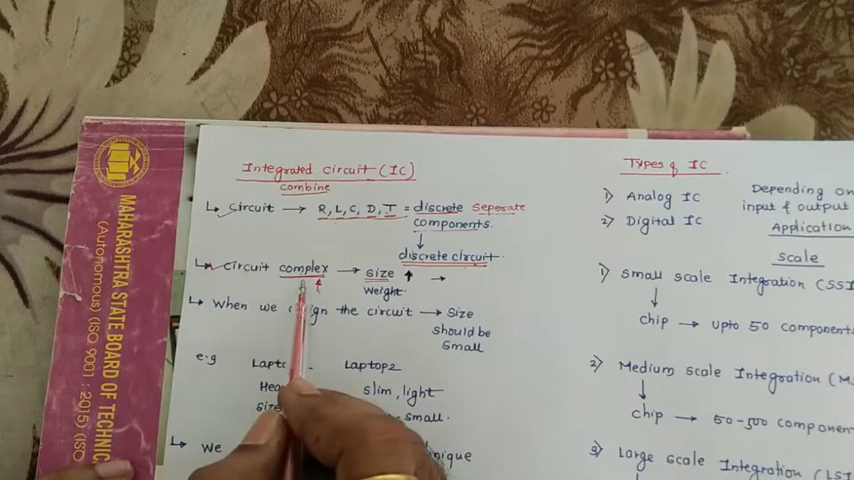 MAHARASHTRA STATE BOARD OF TECHNIC
(Autonomous) (ISO 9001 : 2015) (ISO
Integrated circuit (IC)
combine
↳ circuit → R, L, C, D, T = discrete Seperate
components.
↓
discrete circuit
↳ circuit complex → size ↑ →
weight
↳ When we the circuit → size
should be
small
e.g Laptop2
slim, light
small.
↳ We
Types of IC
1) Analog IC
2) Digital IC
Depending on
input & output
Application
scale
1) Small scale Integration (SSI
↓
chip → upto 50 components
2) Medium scale Integration (M
↓
chip → 50-500 component
3) Large scale Integration (LSI